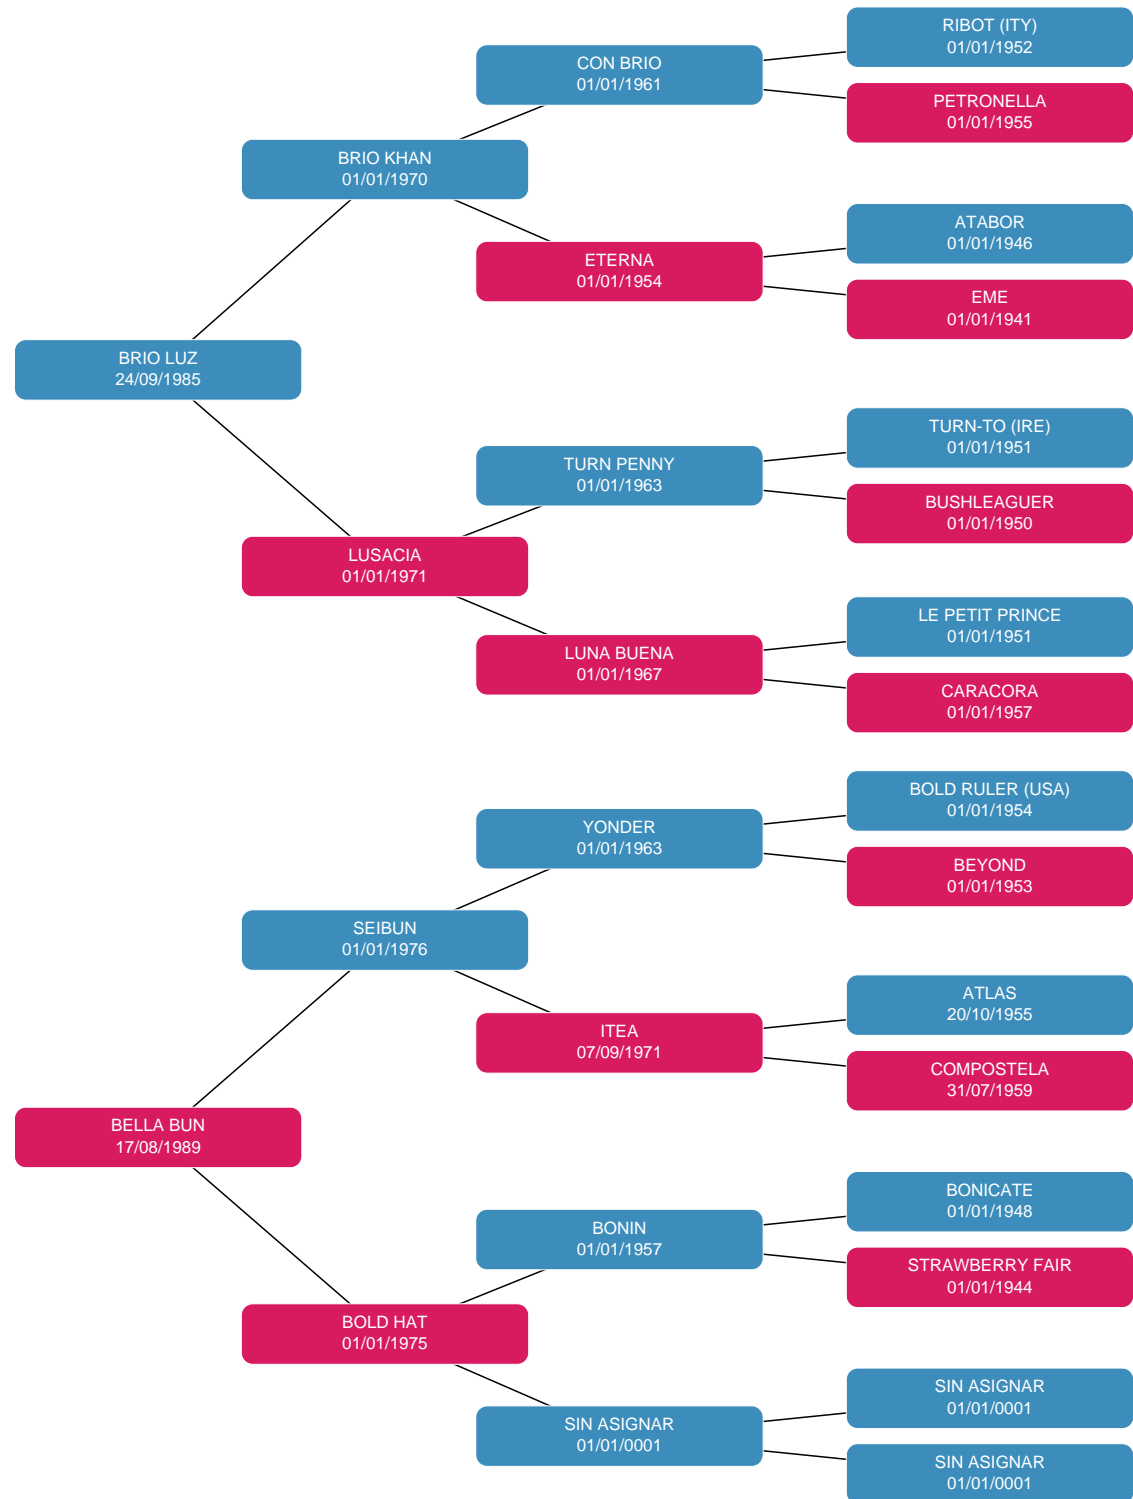 RIBOT (ITY)
01/01/1952
CON BRIO
01/01/1961
PETRONELLA
01/01/1955
BRIO KHAN
01/01/1970
ATABOR
01/01/1946
ETERNA
01/01/1954
EME
01/01/1941
BRIO LUZ
24/09/1985
TURN-TO (IRE)
01/01/1951
TURN PENNY
01/01/1963
BUSHLEAGUER
01/01/1950
LUSACIA
01/01/1971
LE PETIT PRINCE
01/01/1951
LUNA BUENA
01/01/1967
CARACORA
01/01/1957
BOLD RULER (USA)
01/01/1954
YONDER
01/01/1963
BEYOND
01/01/1953
SEIBUN
01/01/1976
ATLAS
20/10/1955
ITEA
07/09/1971
COMPOSTELA
31/07/1959
BELLA BUN
17/08/1989
BONICATE
01/01/1948
BONIN
01/01/1957
STRAWBERRY FAIR
01/01/1944
BOLD HAT
01/01/1975
SIN ASIGNAR
01/01/0001
SIN ASIGNAR
01/01/0001
SIN ASIGNAR
01/01/0001